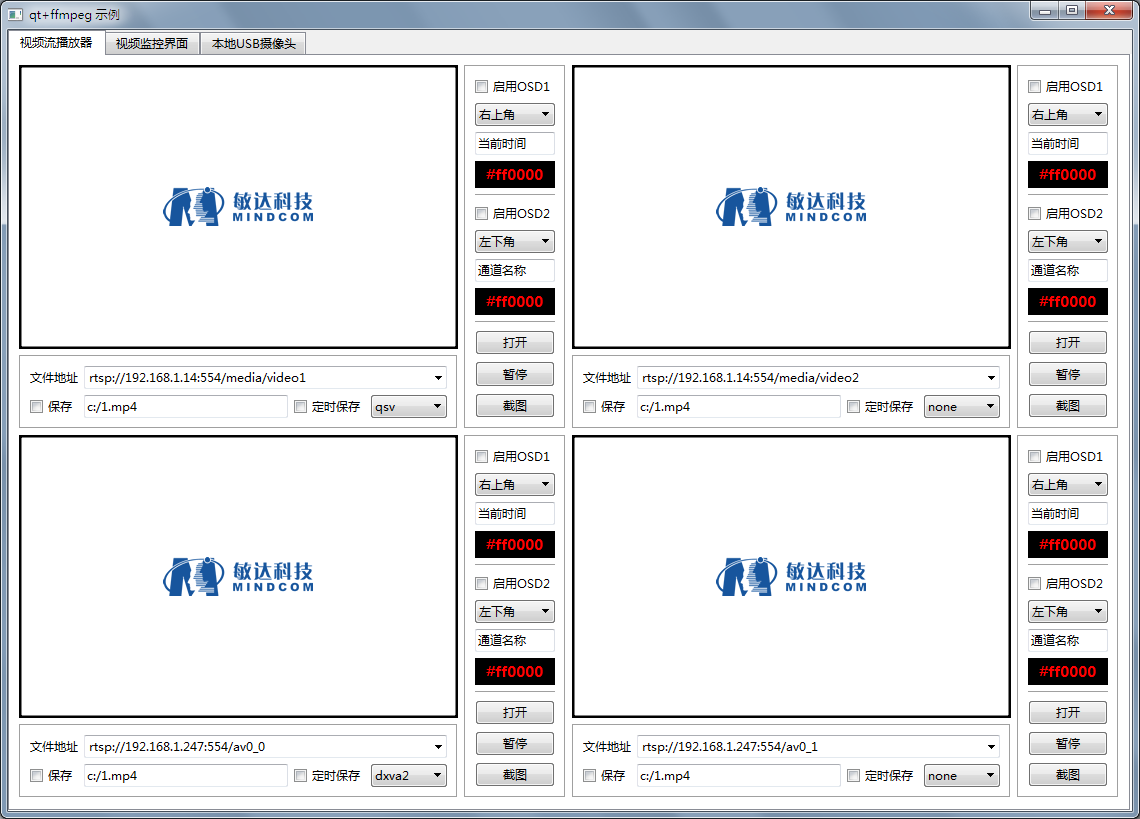 qt+ffmpeg 示例
视频流播放器 视频监控界面 本地USB摄像头
敏达科技
MINDCOM
启用OSD1
右上角
当前时间
#ff0000
启用OSD2
左下角
通道名称
#ff0000
打开
暂停
截图
文件地址 rtsp://192.168.1.14:554/media/video1
保存 c:/1.mp4 定时保存 qsv
敏达科技
MINDCOM
启用OSD1
右上角
当前时间
#ff0000
启用OSD2
左下角
通道名称
#ff0000
打开
暂停
截图
文件地址 rtsp://192.168.1.14:554/media/video2
保存 c:/1.mp4 定时保存 none
敏达科技
MINDCOM
启用OSD1
右上角
当前时间
#ff0000
启用OSD2
左下角
通道名称
#ff0000
打开
暂停
截图
文件地址 rtsp://192.168.1.247:554/av0_0
保存 c:/1.mp4 定时保存 dxva2
敏达科技
MINDCOM
启用OSD1
右上角
当前时间
#ff0000
启用OSD2
左下角
通道名称
#ff0000
打开
暂停
截图
文件地址 rtsp://192.168.1.247:554/av0_1
保存 c:/1.mp4 定时保存 none